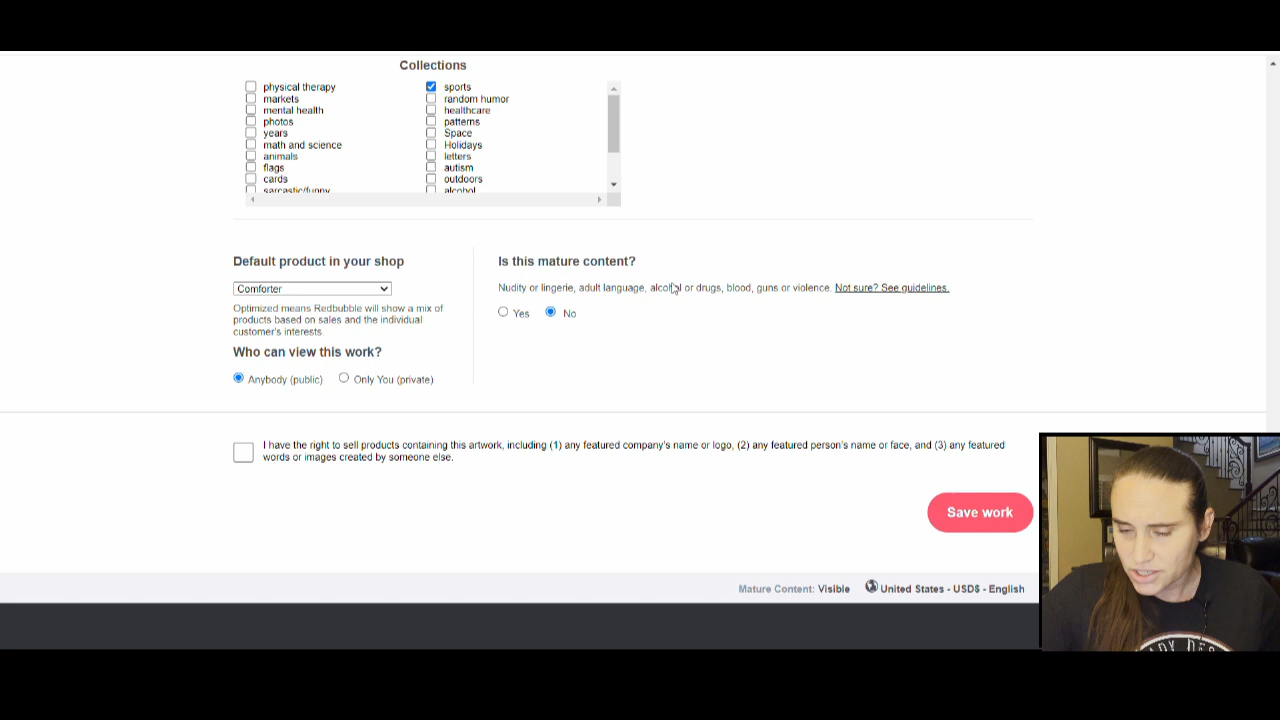 Collections
physical therapy
sports
markets
random humor
mental health
healthcare
photos
patterns
years
Space
math and science
Holidays
animals
letters
flags
autism
cards
outdoors
sarcastic/funny
alcohol
Default product in your shop
Is this mature content?
Comforter
Nudity or lingerie, adult language, alcohol or drugs, blood, guns or violence. Not sure? See guidelines.
Optimized means Redbubble will show a mix of
products based on sales and the individual
customer's interests.
Yes
No
Who can view this work?
Anybody (public)
Only You (private)
I have the right to sell products containing this artwork, including (1) any featured company's name or logo, (2) any featured person's name or face, and (3) any featured
words or images created by someone else.
Save work
Mature Content: Visible
United States - USD$ - English